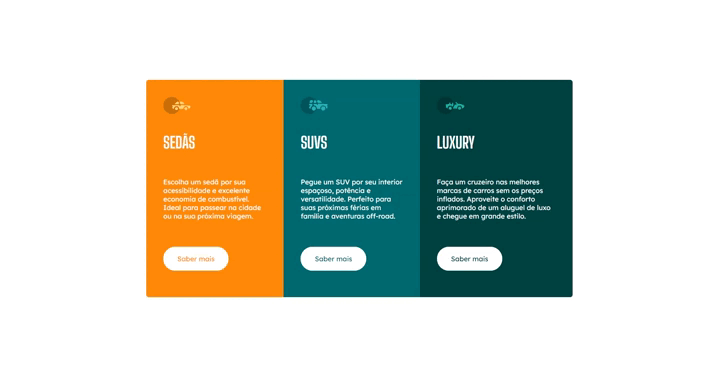 SEDÃS
Escolha um sedã por sua
acessibilidade e excelente
economia de combustível.
Ideal para passear na cidade
ou na sua próxima viagem.
Saber mais
SUVS
Pegue um SUV por seu interior
espaçoso, potência e
versatilidade. Perfeito para
suas próximas férias em
família e aventuras off-road.
Saber mais
LUXURY
Faça um cruzeiro nas melhores
marcas de carros sem os preços
inflados. Aproveite o conforto
aprimorado de um aluguel de luxo
e chegue em grande estilo.
Saber mais